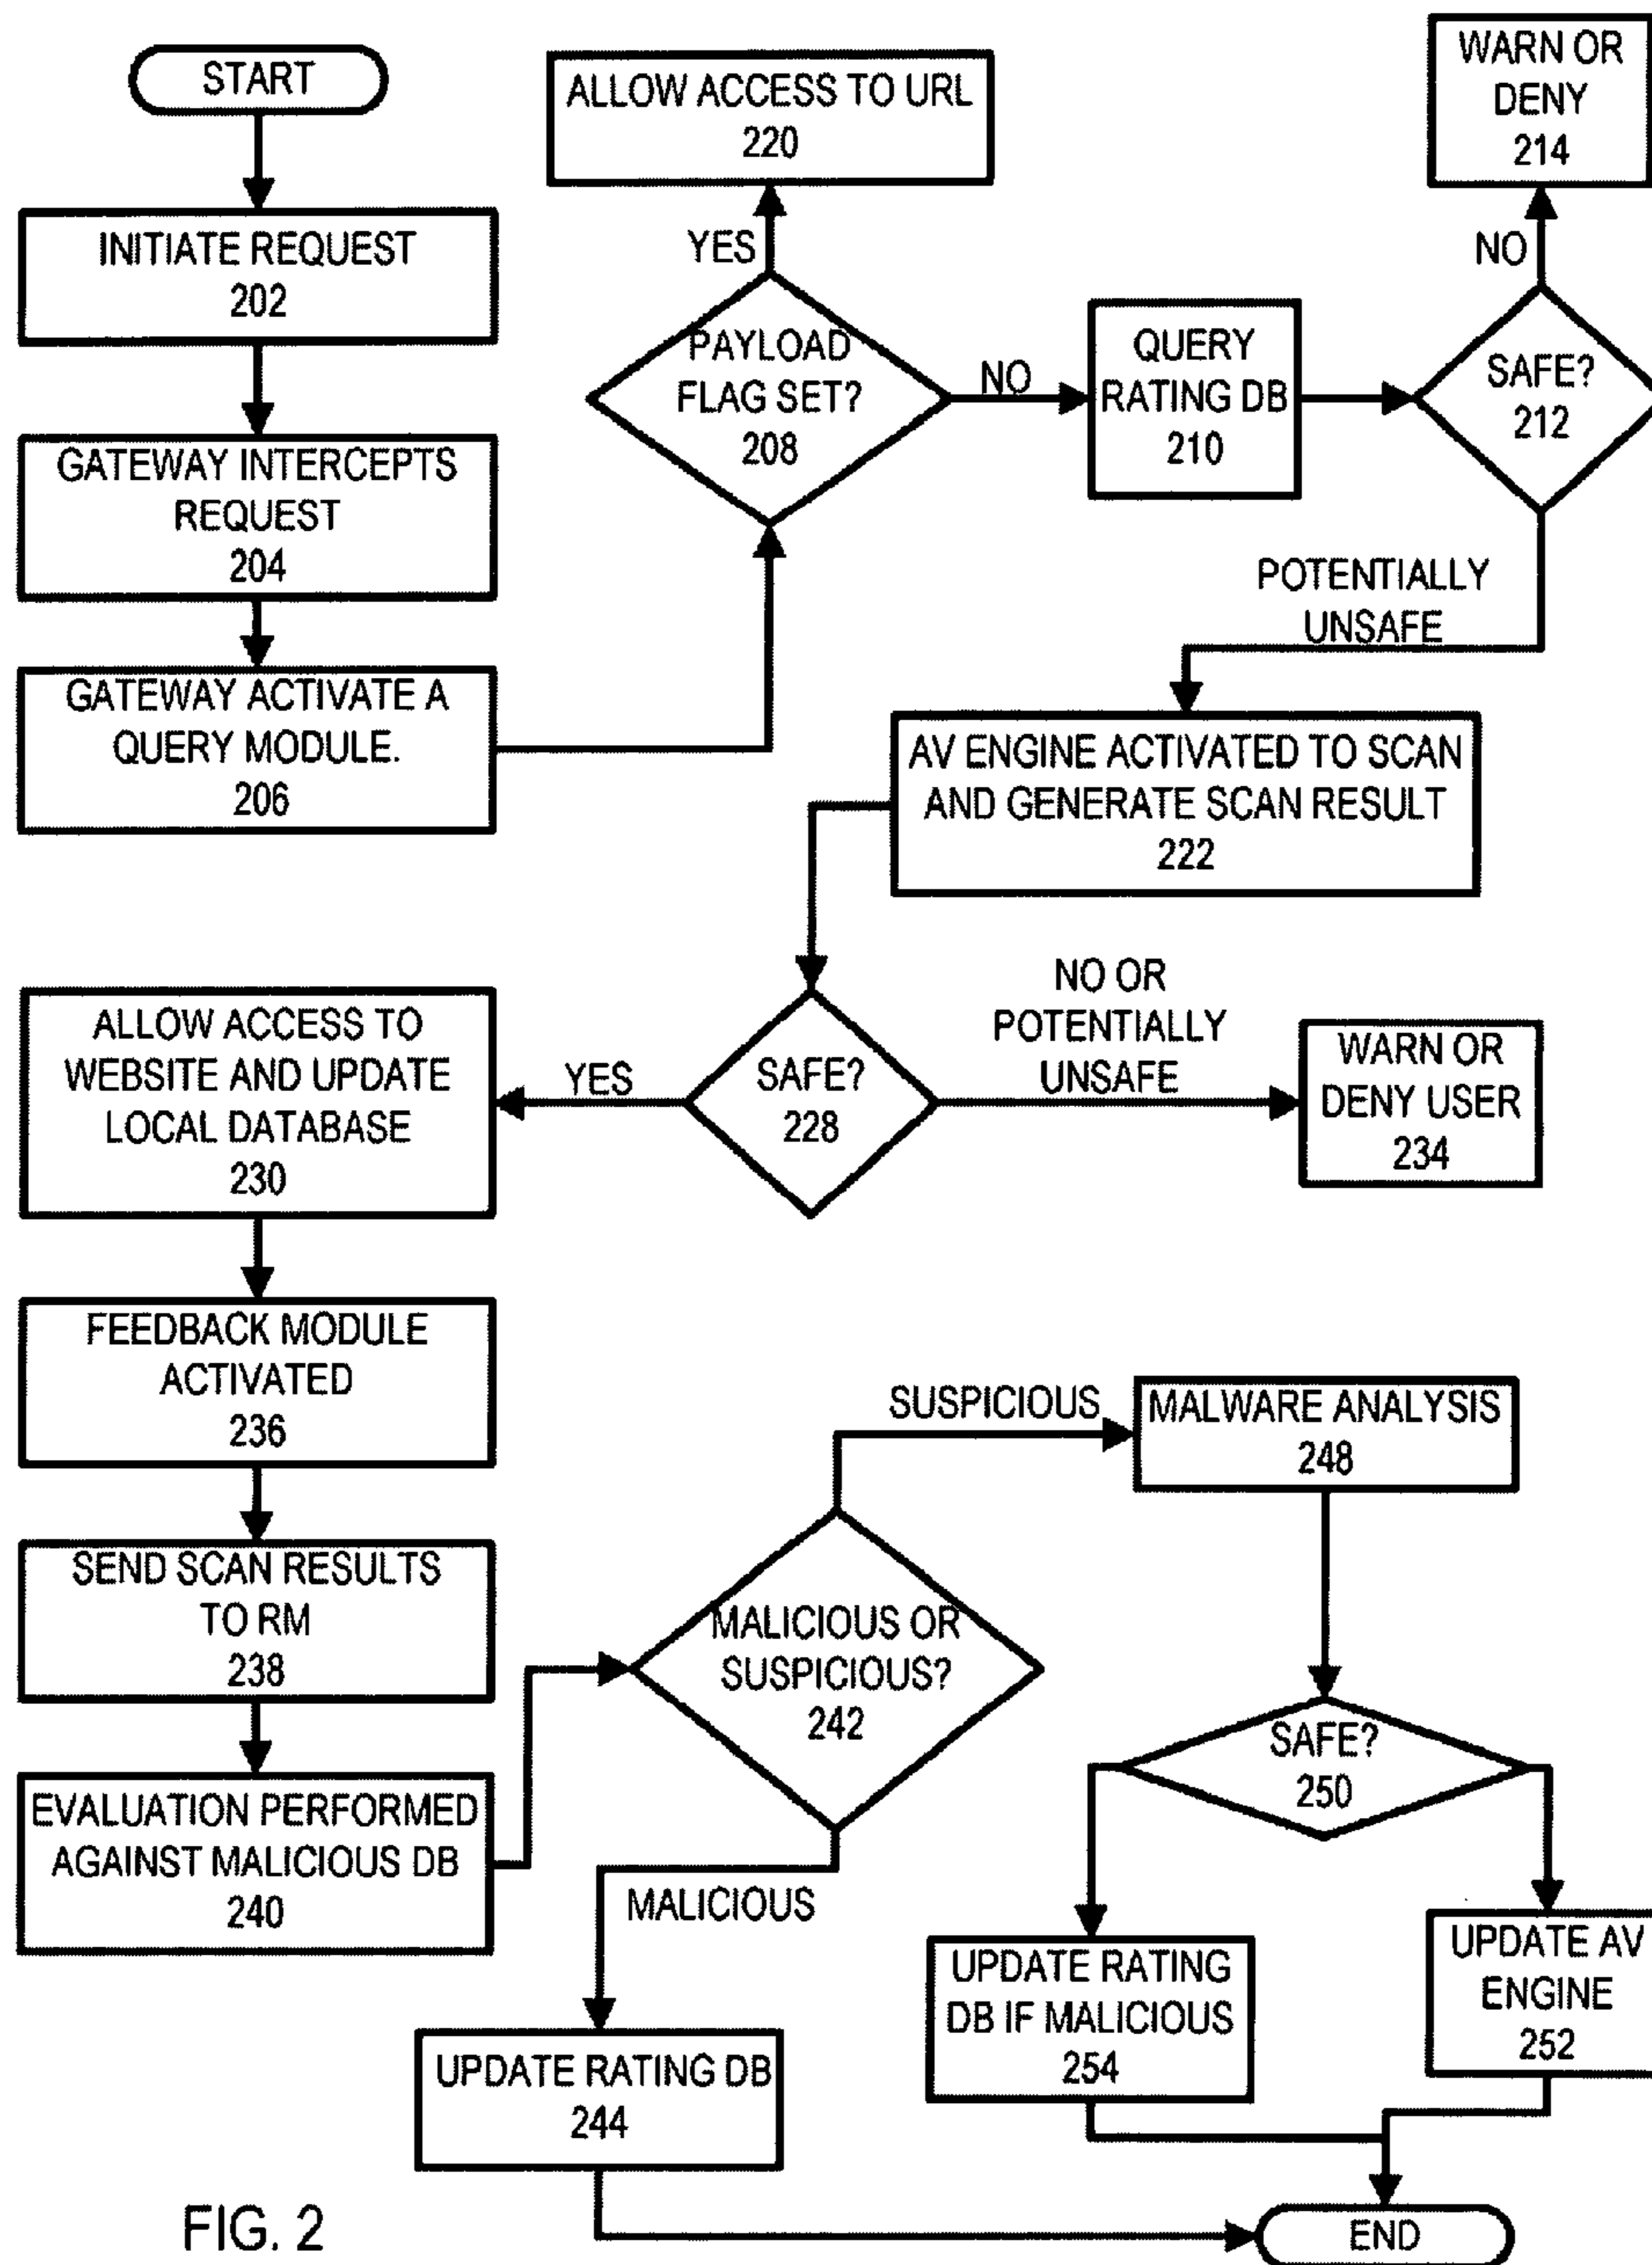 START
INITIATE REQUEST
202
GATEWAY INTERCEPTS
REQUEST
204
GATEWAY ACTIVATE A
QUERY MODULE.
206
ALLOW ACCESS TO URL
220
YES
PAYLOAD
FLAG SET?
208
NO
QUERY
RATING DB
210
WARN OR
DENY
214
NO
SAFE?
212
POTENTIALLY
UNSAFE
AV ENGINE ACTIVATED TO SCAN
AND GENERATE SCAN RESULT
222
SAFE?
228
NO OR
POTENTIALLY
UNSAFE
WARN OR
DENY USER
234
YES
ALLOW ACCESS TO
WEBSITE AND UPDATE
LOCAL DATABASE
230
FEEDBACK MODULE
ACTIVATED
236
SEND SCAN RESULTS
TO RM
238
EVALUATION PERFORMED
AGAINST MALICIOUS DB
240
MALICIOUS OR
SUSPICIOUS?
242
SUSPICIOUS
MALWARE ANALYSIS
248
SAFE?
250
MALICIOUS
UPDATE RATING DB
244
UPDATE RATING
DB IF MALICIOUS
254
UPDATE AV
ENGINE
252
END
FIG. 2